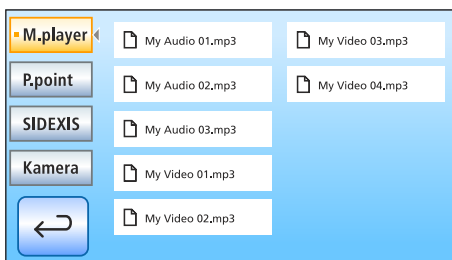 M.player
P.point
SIDEXIS
Kamera
My Audio 01.mp3
My Audio 02.mp3
My Audio 03.mp3
My Video 01.mp3
My Video 02.mp3
My Video 03.mp3
My Video 04.mp3